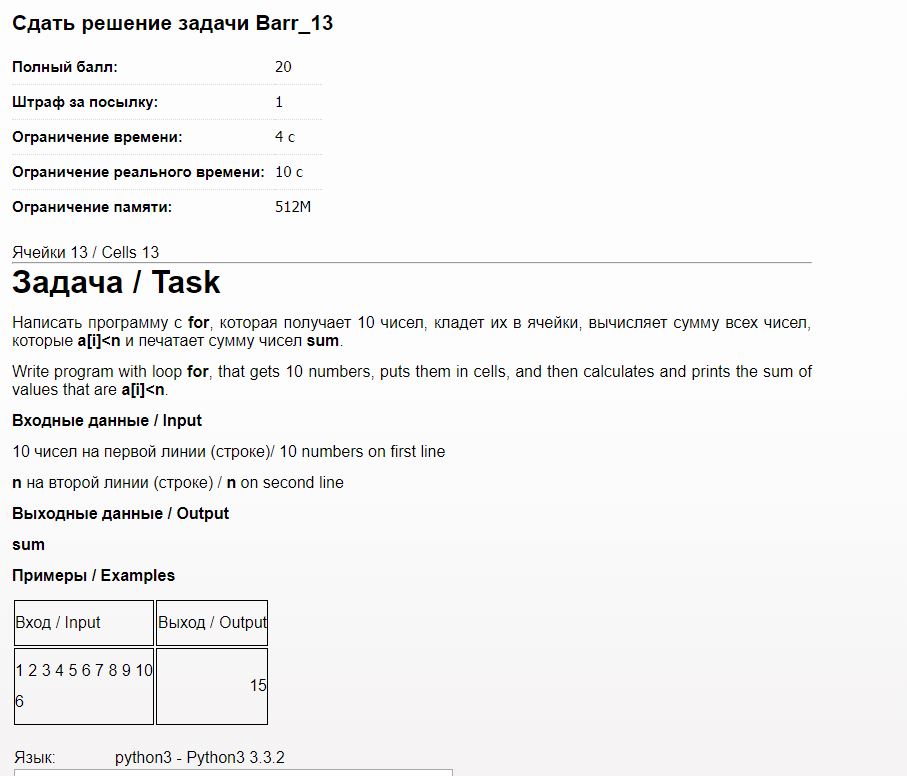 Сдать решение задачи Barr_13
Полный балл: 20
Штраф за посылку: 1
Ограничение времени: 4 с
Ограничение реального времени: 10 с
Ограничение памяти: 512M
Ячейки 13 / Cells 13
Задача / Task
Написать программу с for, которая получает 10 чисел, кладет их в ячейки, вычисляет сумму всех чисел,
которые a[i]<n и печатает сумму чисел sum.
Write program with loop for, that gets 10 numbers, puts them in cells, and then calculates and prints the sum of
values that are a[i]<n.
Входные данные / Input
10 чисел на первой линии (строке)/ 10 numbers on first line
n на второй линии (строке) / n on second line
Выходные данные / Output
sum
Примеры / Examples
Вход / Input Выход / Output
1 2 3 4 5 6 7 8 9 10
6
15
Язык: python3 - Python3 3.3.2